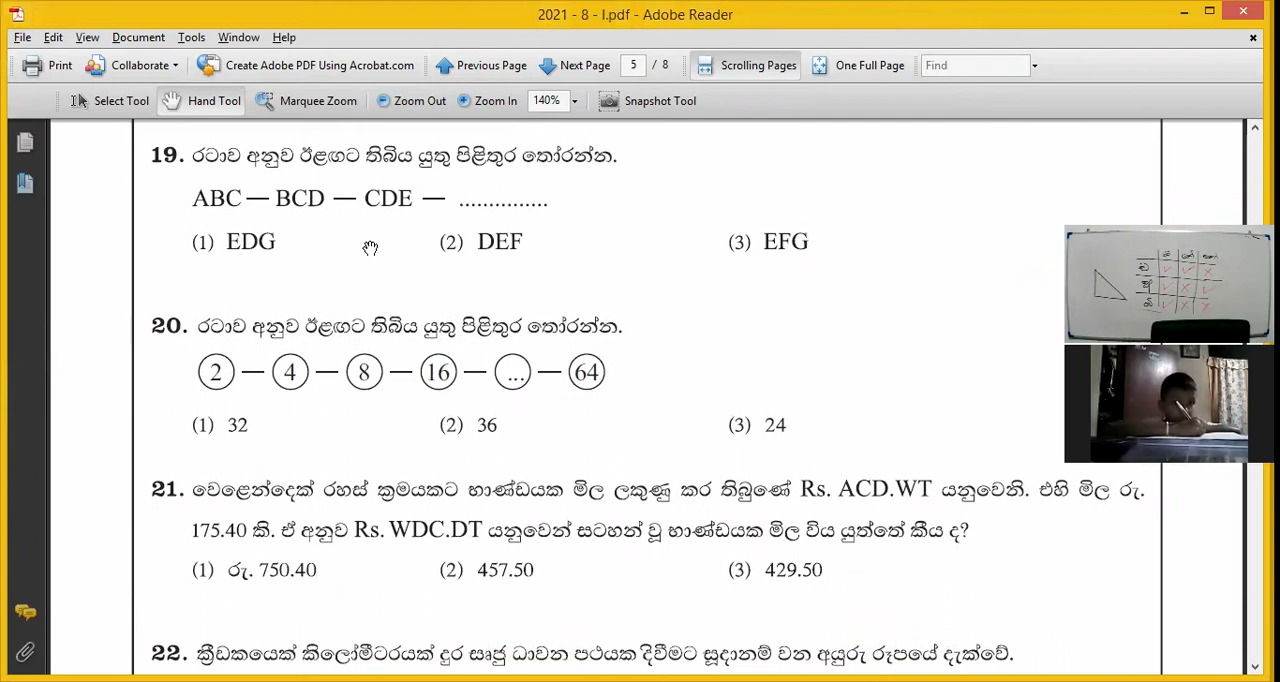 2021 - 8 - I.pdf - Adobe Reader
File Edit View Document Tools Window Help
Print Collaborate Create Adobe PDF Using Acrobat.com Previous Page Next Page 5 / 8 Scrolling Pages One Full Page Find
Select Tool Hand Tool Marquee Zoom Zoom Out Zoom In 140% Snapshot Tool
19. රටාව අනුව ඊළඟට තිබිය යුතු පිළිතුර තෝරන්න.
ABC — BCD — CDE — ...............
(1) EDG (2) DEF (3) EFG
20. රටාව අනුව ඊළඟට තිබිය යුතු පිළිතුර තෝරන්න.
2 — 4 — 8 — 16 — ... — 64
(1) 32 (2) 36 (3) 24
21. වෙළෙන්දෙක් රහස් ක්‍රමයකට භාණ්ඩයක මිල ලකුණු කර තිබුණේ Rs. ACD.WT යනුවෙනි. එහි මිල රු.
175.40 කි. ඒ අනුව Rs. WDC.DT යනුවෙන් සටහන් වූ භාණ්ඩයක මිල විය යුත්තේ කීය ද?
(1) රු. 750.40 (2) 457.50 (3) 429.50
22. ක්‍රීඩකයෙක් කිලෝමීටරයක් දුර සෘජු ධාවන පථයක දිවීමට සූදානම් වන අයුරු රූපයේ දැක්වේ.